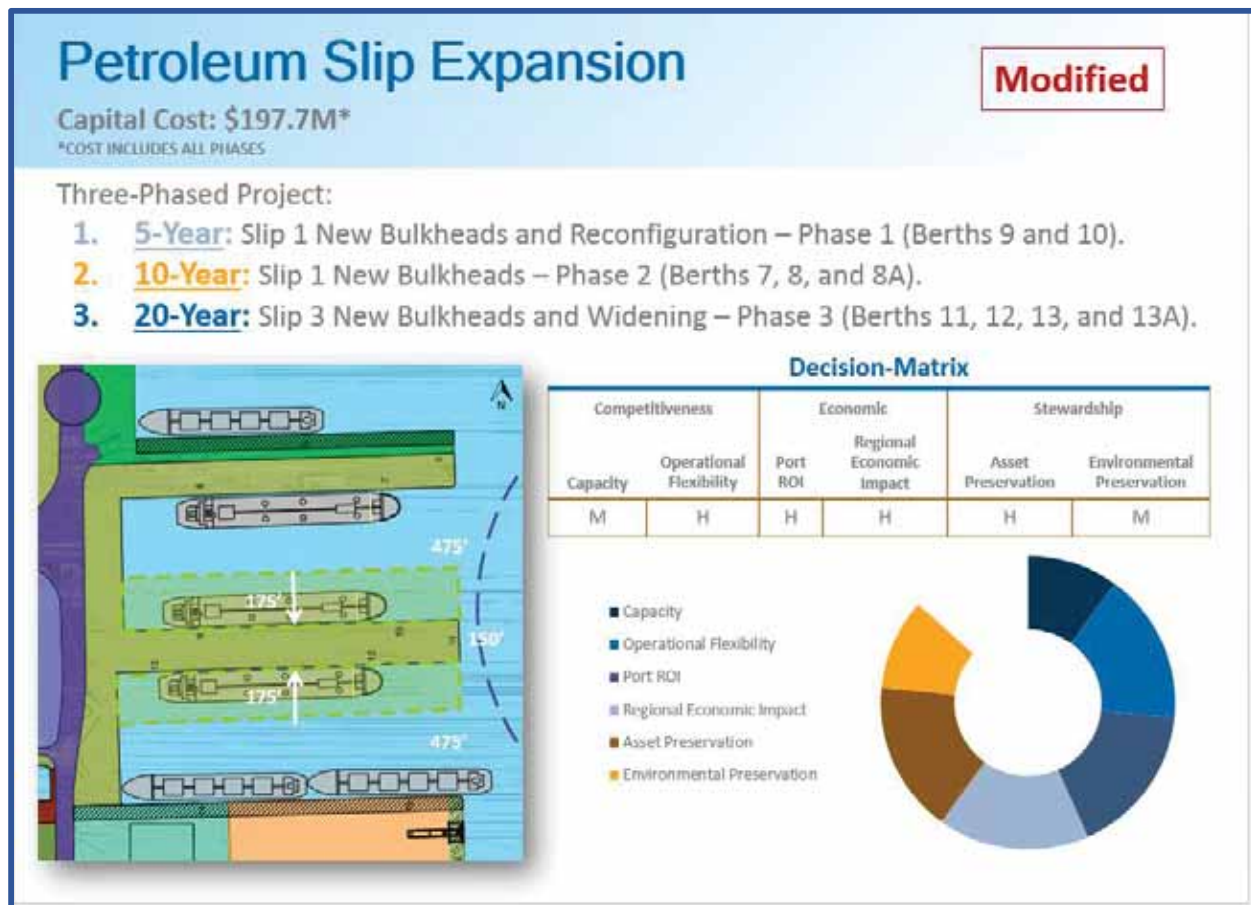 Petroleum Slip Expansion
Modified
Capital Cost: $197.7M*
*COST INCLUDES ALL PHASES
Three-Phased Project:
1. 5-Year: Slip 1 New Bulkheads and Reconfiguration – Phase 1 (Berths 9 and 10).
2. 10-Year: Slip 1 New Bulkheads – Phase 2 (Berths 7, 8, and 8A).
3. 20-Year: Slip 3 New Bulkheads and Widening – Phase 3 (Berths 11, 12, 13, and 13A).
N
475'
175'
150'
175'
475'
Decision-Matrix
Competitiveness Economic Stewardship
Capacity Operational Flexibility Port ROI Regional Economic Impact Asset Preservation Environmental Preservation
M H H H H M
Capacity
Operational Flexibility
Port ROI
Regional Economic Impact
Asset Preservation
Environmental Preservation